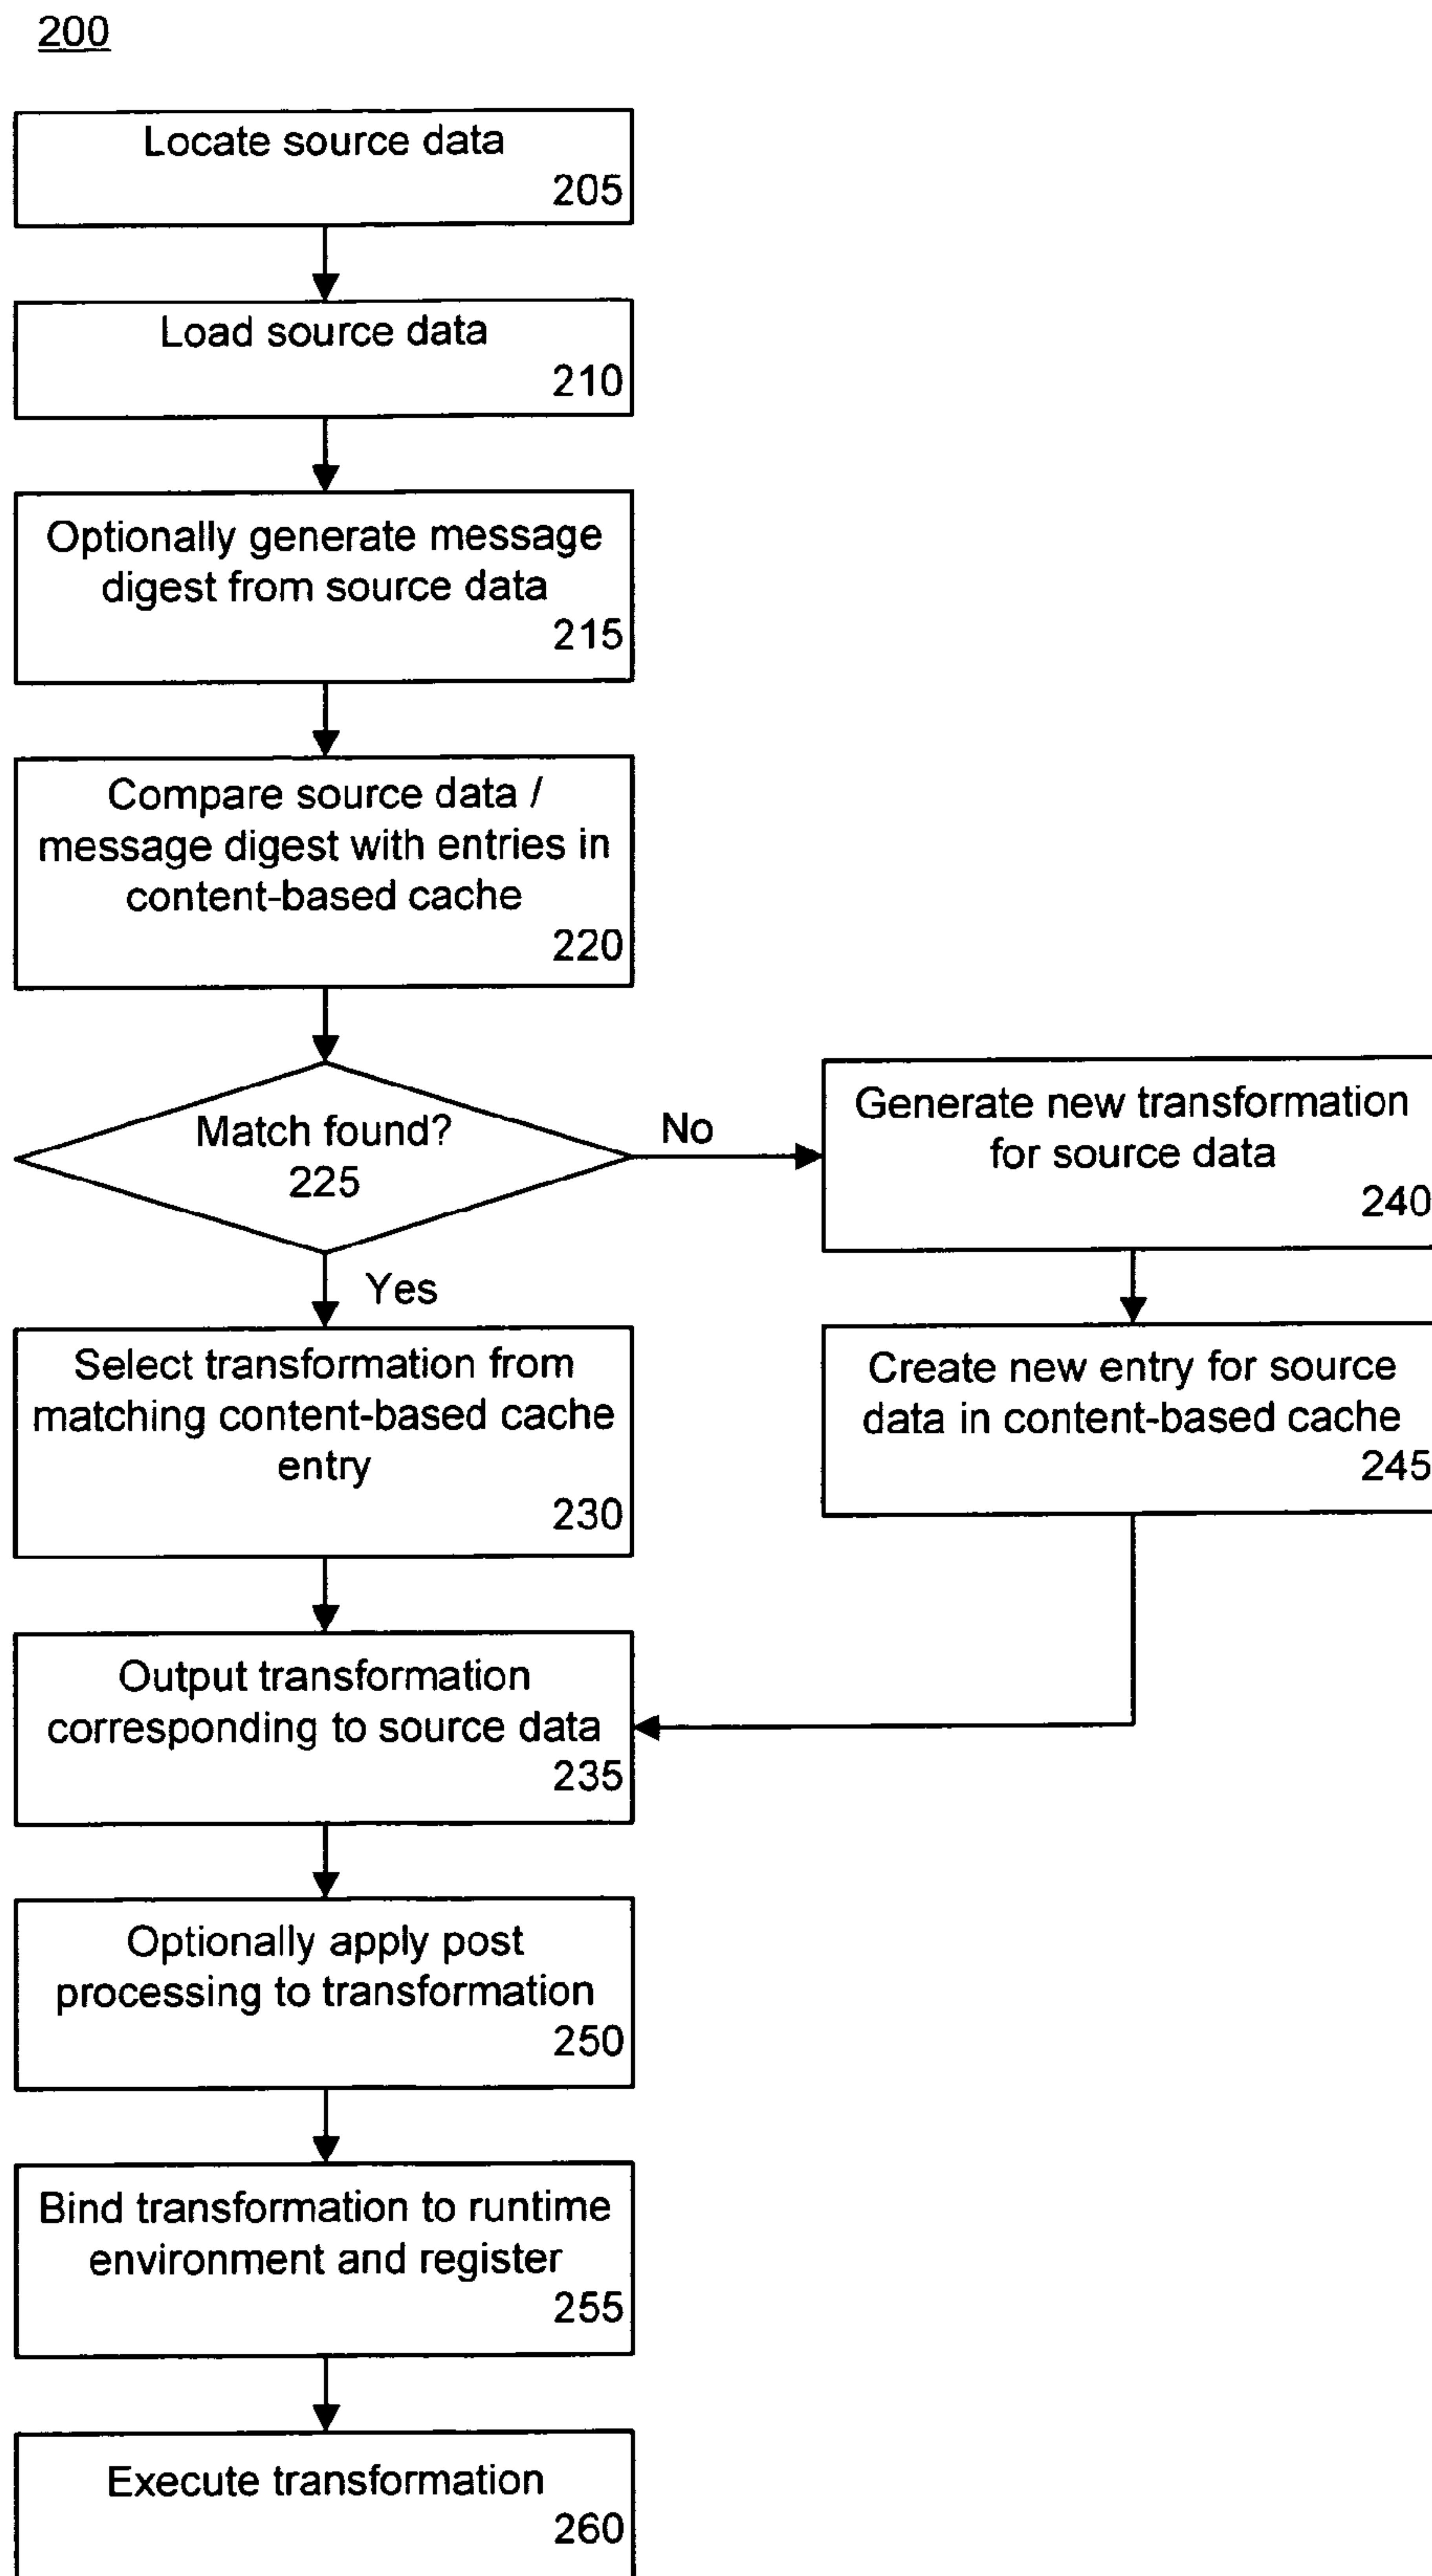 200
Locate source data
205
Load source data
210
Optionally generate message
digest from source data
215
Compare source data /
message digest with entries in
content-based cache
220
Match found?
225
No
Generate new transformation
for source data
240
Yes
Select transformation from
matching content-based cache
entry
230
Create new entry for source
data in content-based cache
245
Output transformation
corresponding to source data
235
Optionally apply post
processing to transformation
250
Bind transformation to runtime
environment and register
255
Execute transformation
260